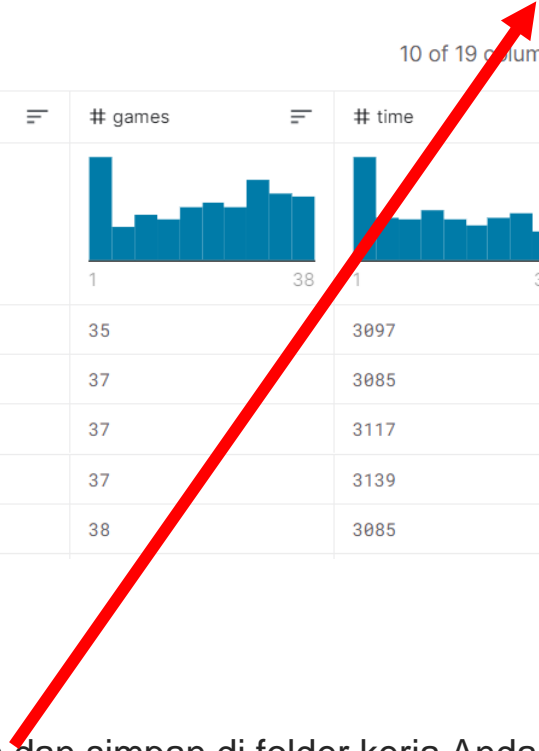 10 of 19
# games # time
1 38 1
35 3097
37 3085
37 3117
37 3139
38 3085
dan simpan di folder kerja Anda